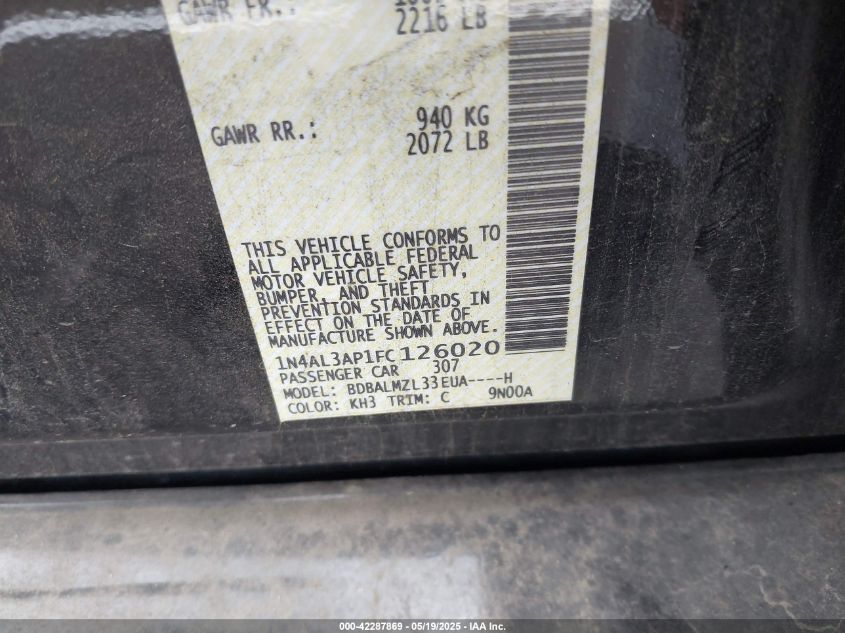 GAWR FR.:
2216 LB
GAWR RR.: 940 KG
2072 LB
THIS VEHICLE CONFORMS TO
ALL APPLICABLE FEDERAL
MOTOR VEHICLE SAFETY,
BUMPER, AND THEFT
PREVENTION STANDARDS IN
EFFECT ON THE DATE OF
MANUFACTURE SHOWN ABOVE.
1N4AL3AP1FC126020
PASSENGER CAR 307
MODEL: BDBALMZL33EUA----H
COLOR: KH3 TRIM: C 9N00A
000-42287869 - 05/19/2025 - IAA Inc.